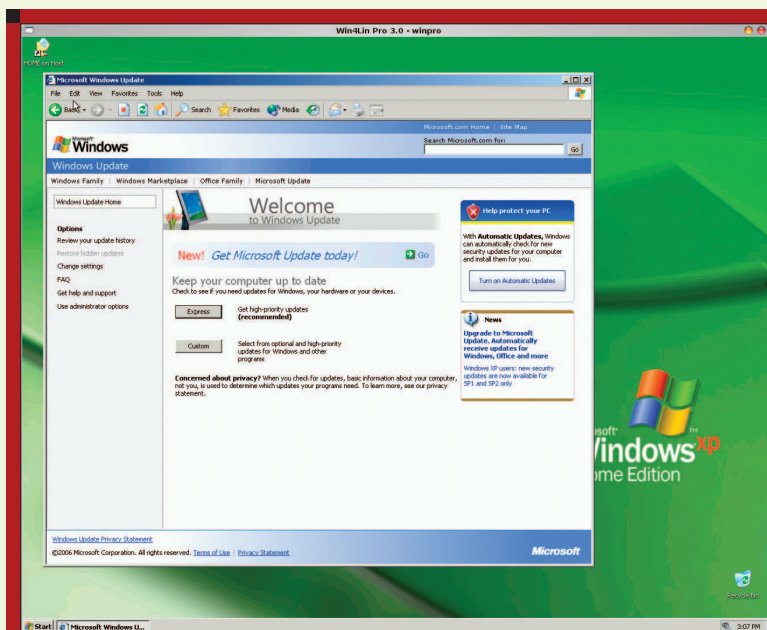 Win4Lin Pro 3.0 - winpro
HOME on Host
Microsoft Windows Update
File Edit View Favorites Tools Help
Back Search Favorites Media
Microsoft.com Home | Site Map
Microsoft
Windows
Search Microsoft.com for:
Go
Windows Update
Windows Family | Windows Marketplace | Office Family | Microsoft Update
Windows Update Home
Options
Review your update history
Restore hidden updates
Change settings
FAQ
Get help and support
Use administrator options
Welcome
to Windows Update
New! Get Microsoft Update today! Go
Keep your computer up to date
Check to see if you need updates for Windows, your hardware or your devices.
Express
Get high-priority updates
(recommended)
Custom
Select from optional and high-priority
updates for Windows and other
programs
Concerned about privacy? When you check for updates, basic information about your computer,
not you, is used to determine which updates your programs need. To learn more, see our privacy
statement.
Help protect your PC
With Automatic Updates, Windows
can automatically check for new
security updates for your computer
and install them for you.
Turn on Automatic Updates
News
Upgrade to Microsoft
Update. Automatically
receive updates for
Windows, Office and more
Windows XP users: new security
updates are now available for
SP1 and SP2 only
Windows Update Privacy Statement
©2006 Microsoft Corporation. All rights reserved. Terms of Use | Privacy Statement
Microsoft
osoft
indows xp
TM
ome Edition
Recycle Bin
Start Microsoft Windows U...
3:07 PM